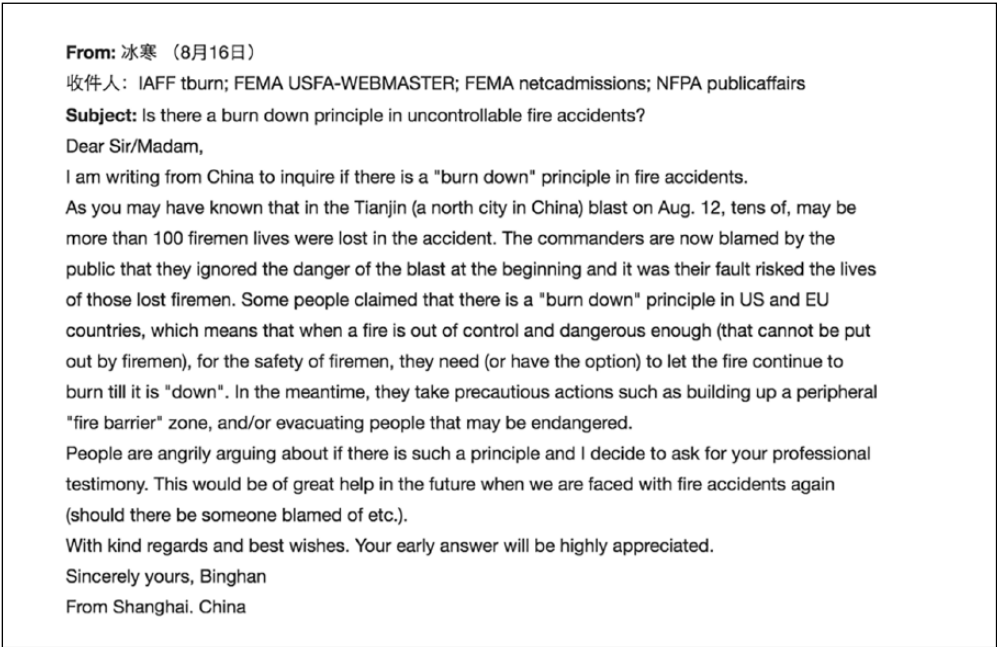 From: 冰寒 （8月16日）
收件人：IAFF tburn; FEMA USFA-WEBMASTER; FEMA netcadmissions; NFPA publicaffairs
Subject: Is there a burn down principle in uncontrollable fire accidents?
Dear Sir/Madam,
I am writing from China to inquire if there is a "burn down" principle in fire accidents.
As you may have known that in the Tianjin (a north city in China) blast on Aug. 12, tens of, may be
more than 100 firemen lives were lost in the accident. The commanders are now blamed by the
public that they ignored the danger of the blast at the beginning and it was their fault risked the lives
of those lost firemen. Some people claimed that there is a "burn down" principle in US and EU
countries, which means that when a fire is out of control and dangerous enough (that cannot be put
out by firemen), for the safety of firemen, they need (or have the option) to let the fire continue to
burn till it is "down". In the meantime, they take precautious actions such as building up a peripheral
"fire barrier" zone, and/or evacuating people that may be endangered.
People are angrily arguing about if there is such a principle and I decide to ask for your professional
testimony. This would be of great help in the future when we are faced with fire accidents again
(should there be someone blamed of etc.).
With kind regards and best wishes. Your early answer will be highly appreciated.
Sincerely yours, Binghan
From Shanghai. China